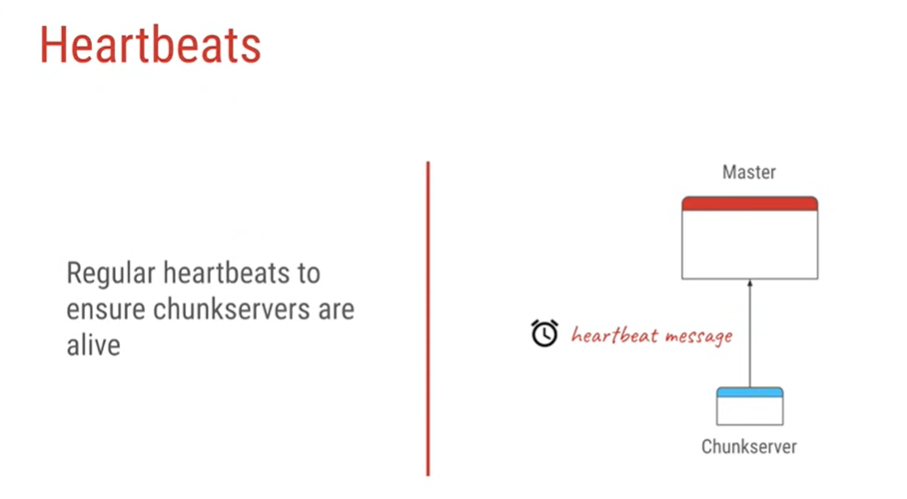 Heartbeats
Regular heartbeats to
ensure chunkservers are
alive
Master
heartbeat message
Chunkserver